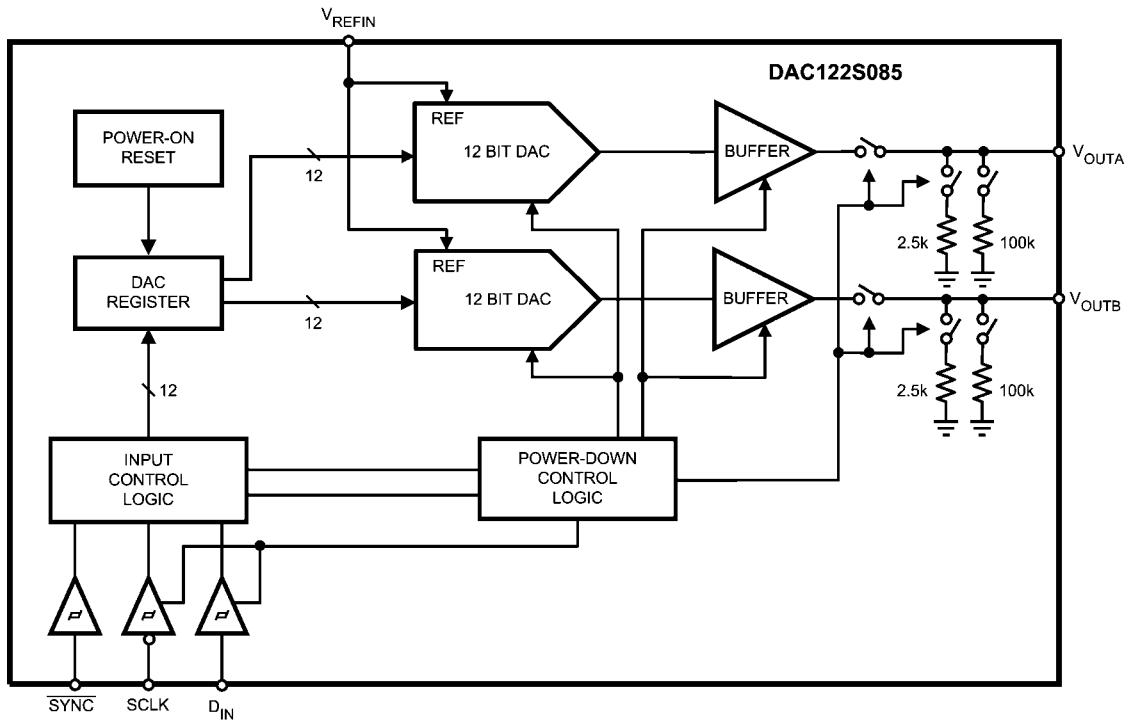 VREFIN
DAC122S085
POWER-ON
RESET
REF
12 BIT DAC
BUFFER
VOUTA
12
2.5k
100k
DAC
REGISTER
REF
12 BIT DAC
BUFFER
VOUTB
12
12
2.5k
100k
INPUT
CONTROL
LOGIC
POWER-DOWN
CONTROL
LOGIC
SYNC
SCLK
DIN